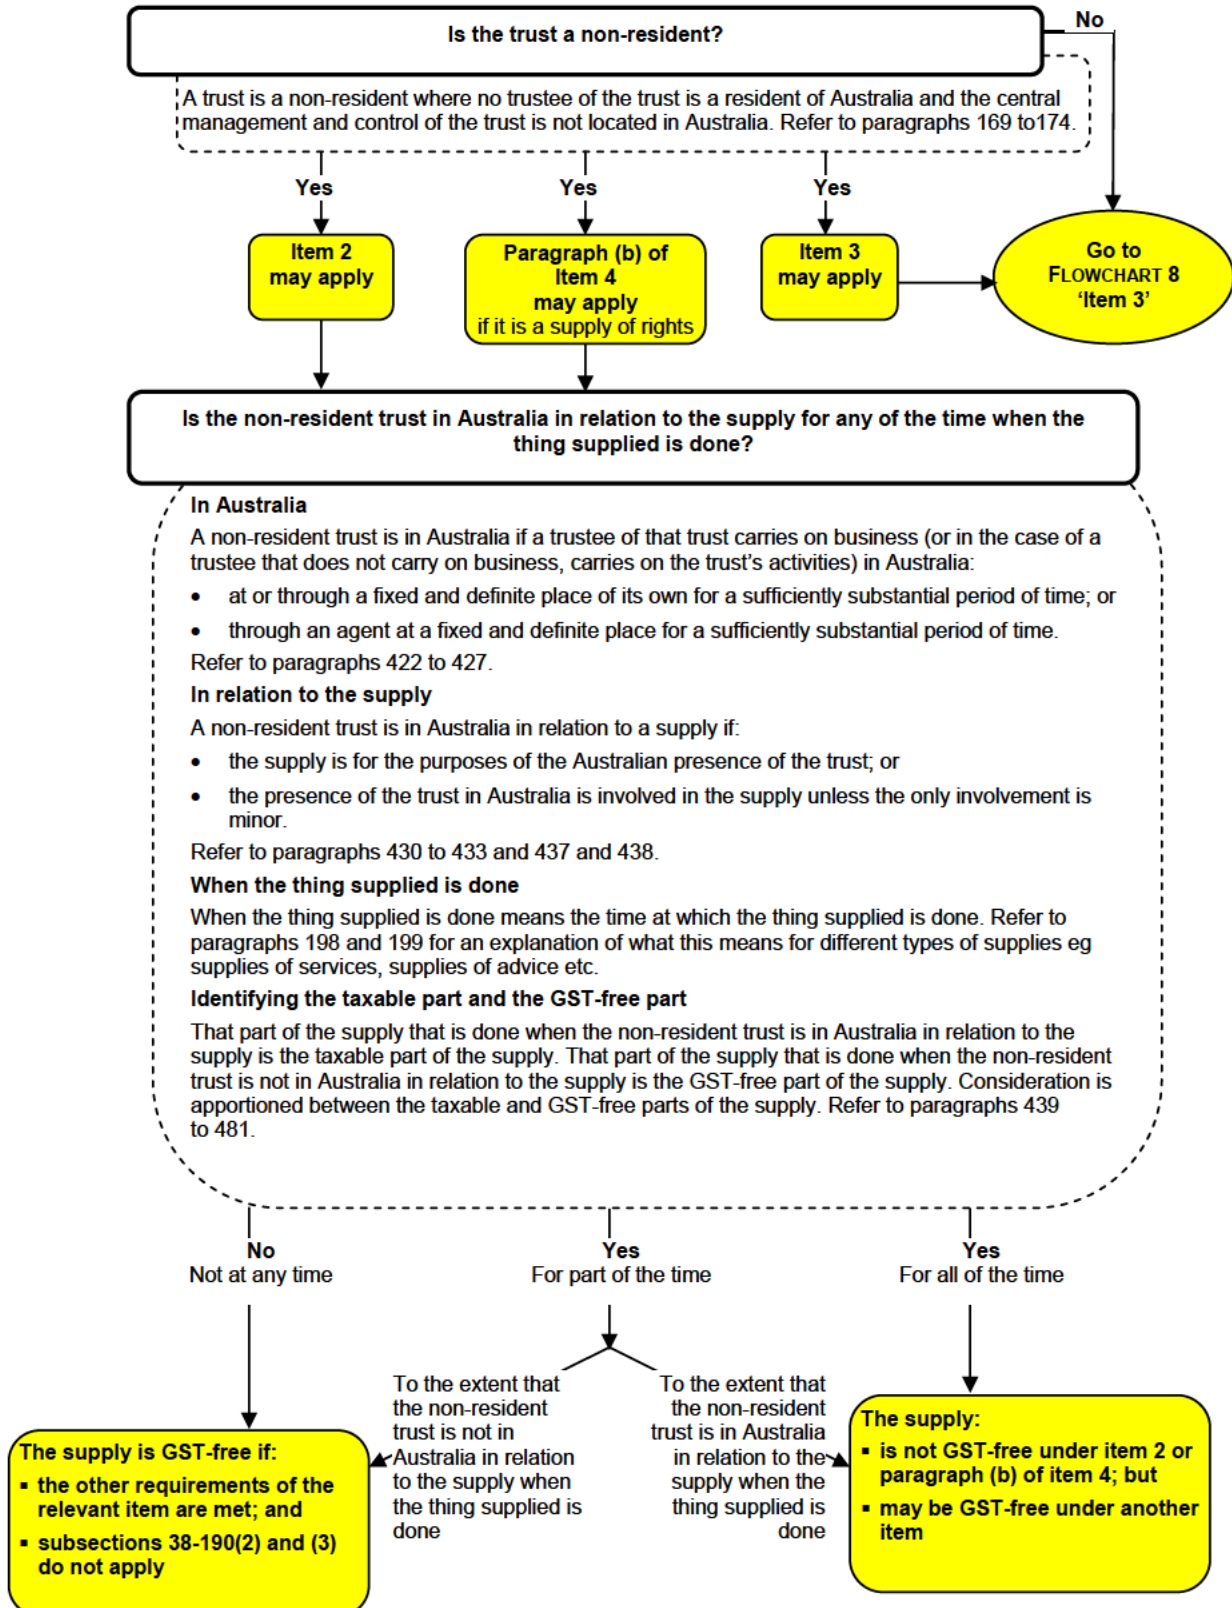 Is the trust a non-resident?
No
A trust is a non-resident where no trustee of the trust is a resident of Australia and the central
management and control of the trust is not located in Australia. Refer to paragraphs 169 to174.
Yes
Yes
Yes
Item 2
may apply
Paragraph (b) of
Item 4
may apply
if it is a supply of rights
Item 3
may apply
Go to
FLOWCHART 8
‘Item 3’
Is the non-resident trust in Australia in relation to the supply for any of the time when the
thing supplied is done?
In Australia
A non-resident trust is in Australia if a trustee of that trust carries on business (or in the case of a
trustee that does not carry on business, carries on the trust’s activities) in Australia:
• at or through a fixed and definite place of its own for a sufficiently substantial period of time; or
• through an agent at a fixed and definite place for a sufficiently substantial period of time.
Refer to paragraphs 422 to 427.
In relation to the supply
A non-resident trust is in Australia in relation to a supply if:
• the supply is for the purposes of the Australian presence of the trust; or
• the presence of the trust in Australia is involved in the supply unless the only involvement is
minor.
Refer to paragraphs 430 to 433 and 437 and 438.
When the thing supplied is done
When the thing supplied is done means the time at which the thing supplied is done. Refer to
paragraphs 198 and 199 for an explanation of what this means for different types of supplies eg
supplies of services, supplies of advice etc.
Identifying the taxable part and the GST-free part
That part of the supply that is done when the non-resident trust is in Australia in relation to the
supply is the taxable part of the supply. That part of the supply that is done when the non-resident
trust is not in Australia in relation to the supply is the GST-free part of the supply. Consideration is
apportioned between the taxable and GST-free parts of the supply. Refer to paragraphs 439
to 481.
No
Not at any time
Yes
For part of the time
Yes
For all of the time
To the extent that
the non-resident
trust is not in
Australia in relation
to the supply when
the thing supplied is
done
To the extent that
the non-resident
trust is in Australia
in relation to the
supply when the
thing supplied is
done
The supply is GST-free if:
▪ the other requirements of the
relevant item are met; and
▪ subsections 38-190(2) and (3)
do not apply
The supply:
▪ is not GST-free under item 2 or
paragraph (b) of item 4; but
▪ may be GST-free under another
item